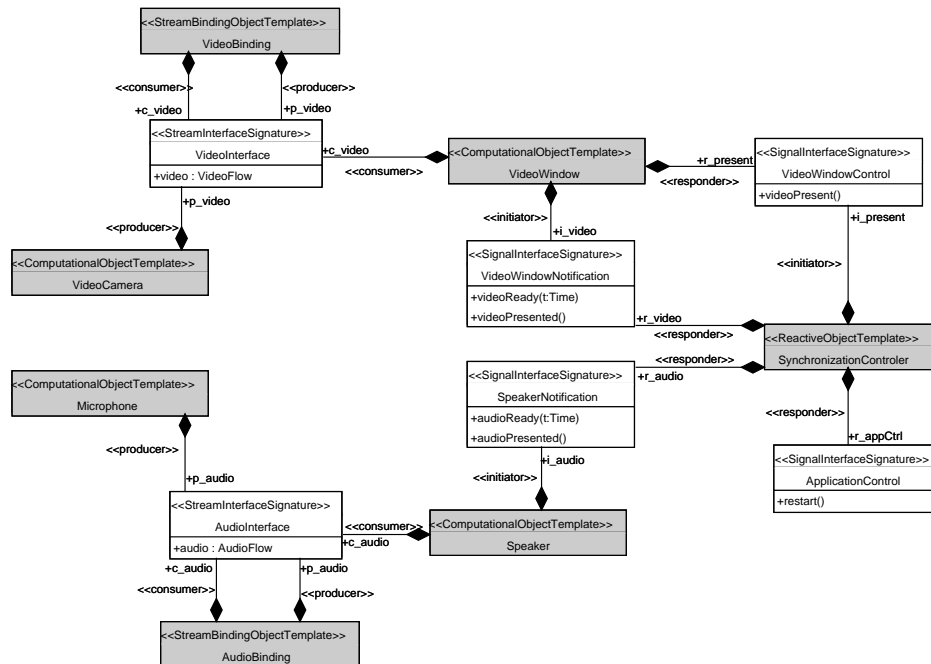 <<StreamBindingObjectTemplate>>
VideoBinding
<<consumer>>
<<producer>>
+c_video
+p_video
<<StreamInterfaceSignature>>
VideoInterface
+video : VideoFlow
+c_video
<<consumer>>
<<ComputationalObjectTemplate>>
VideoWindow
+r_present
<<responder>>
<<SignalInterfaceSignature>>
VideoWindowControl
+videoPresent()
+p_video
<<producer>>
<<ComputationalObjectTemplate>>
VideoCamera
<<initiator>>
+i_video
<<SignalInterfaceSignature>>
VideoWindowNotification
+videoReady(t:Time)
+videoPresented()
+i_present
<<initiator>>
+r_video
<<responder>>
<<ReactiveObjectTemplate>>
SynchronizationControler
<<responder>>
+r_audio
<<SignalInterfaceSignature>>
SpeakerNotification
+audioReady(t:Time)
+audioPresented()
<<responder>>
+r_appCtrl
<<SignalInterfaceSignature>>
ApplicationControl
+restart()
<<ComputationalObjectTemplate>>
Microphone
<<producer>>
+p_audio
+i_audio
<<initiator>>
<<StreamInterfaceSignature>>
AudioInterface
+audio : AudioFlow
<<consumer>>
+c_audio
<<ComputationalObjectTemplate>>
Speaker
+c_audio
+p_audio
<<consumer>>
<<producer>>
<<StreamBindingObjectTemplate>>
AudioBinding